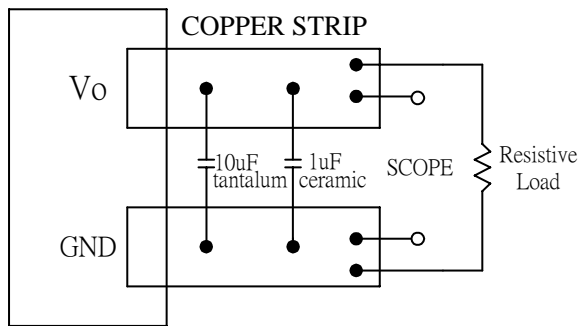 COPPER STRIP
Vo
10uF
tantalum
1uF
ceramic
SCOPE
Resistive
Load
GND